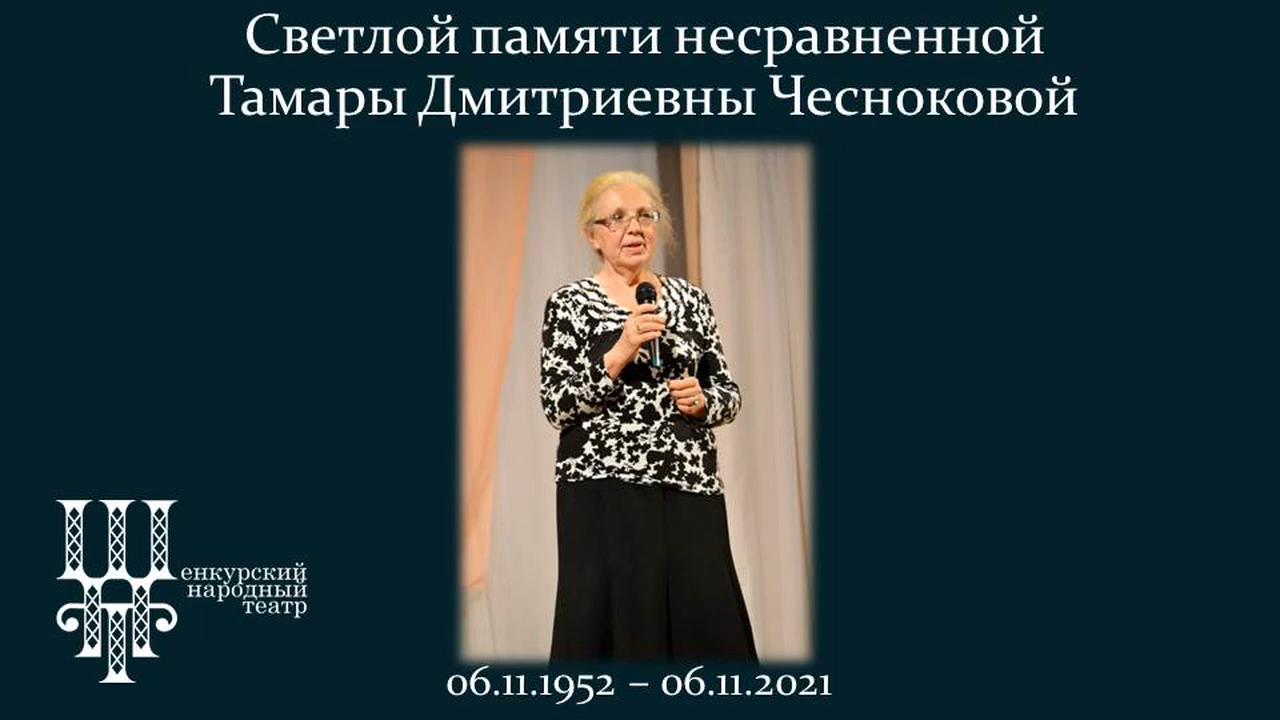 Светлой памяти несравненной
Тамары Дмитриевны Чесноковой
Шенкурский
народный
театр
06.11.1952 – 06.11.2021